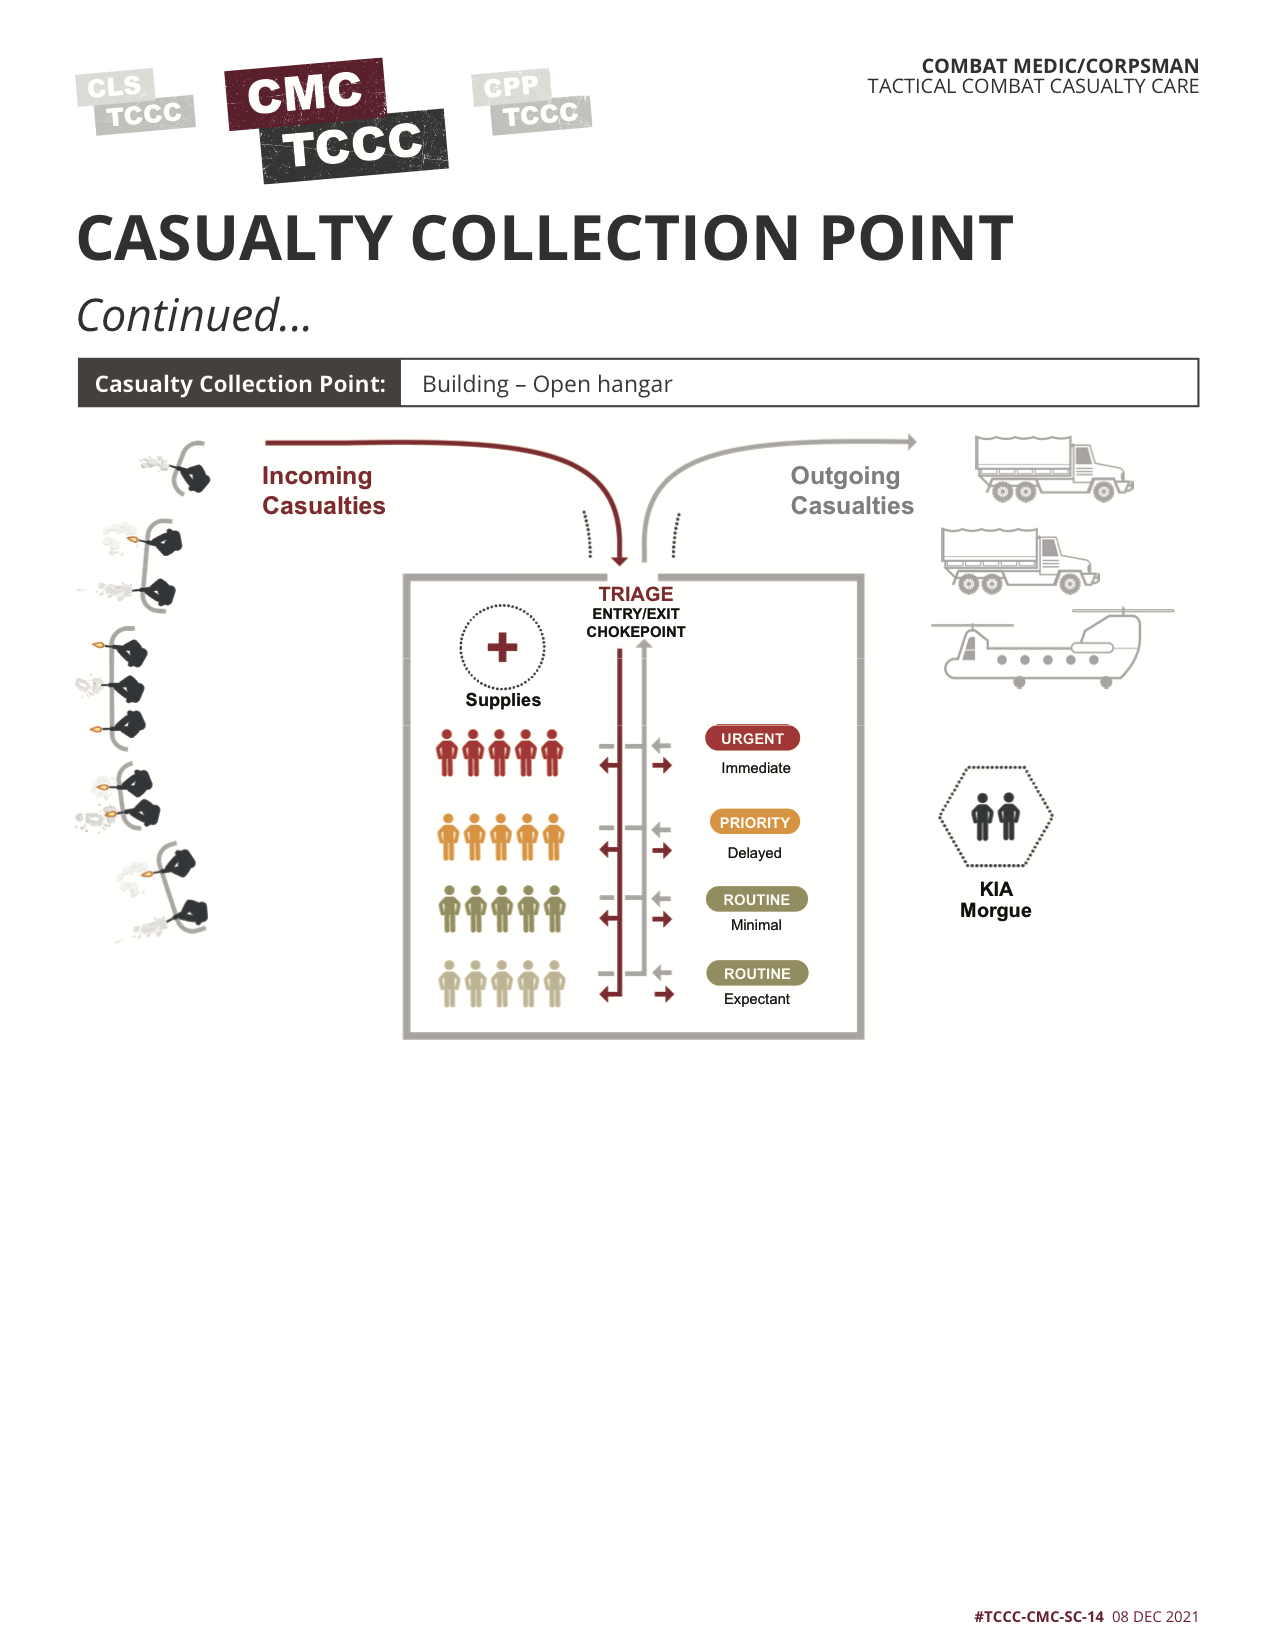 CLS
TCCC
CMC
TCCC
CPP
TCCC
COMBAT MEDIC/CORPSMAN
TACTICAL COMBAT CASUALTY CARE
CASUALTY COLLECTION POINT
Continued...
Casualty Collection Point: Building – Open hangar
Incoming
Casualties
Outgoing
Casualties
TRIAGE
ENTRY/EXIT
CHOKEPOINT
Supplies
URGENT
Immediate
PRIORITY
Delayed
ROUTINE
Minimal
ROUTINE
Expectant
KIA
Morgue
#TCCC-CMC-SC-14 08 DEC 2021